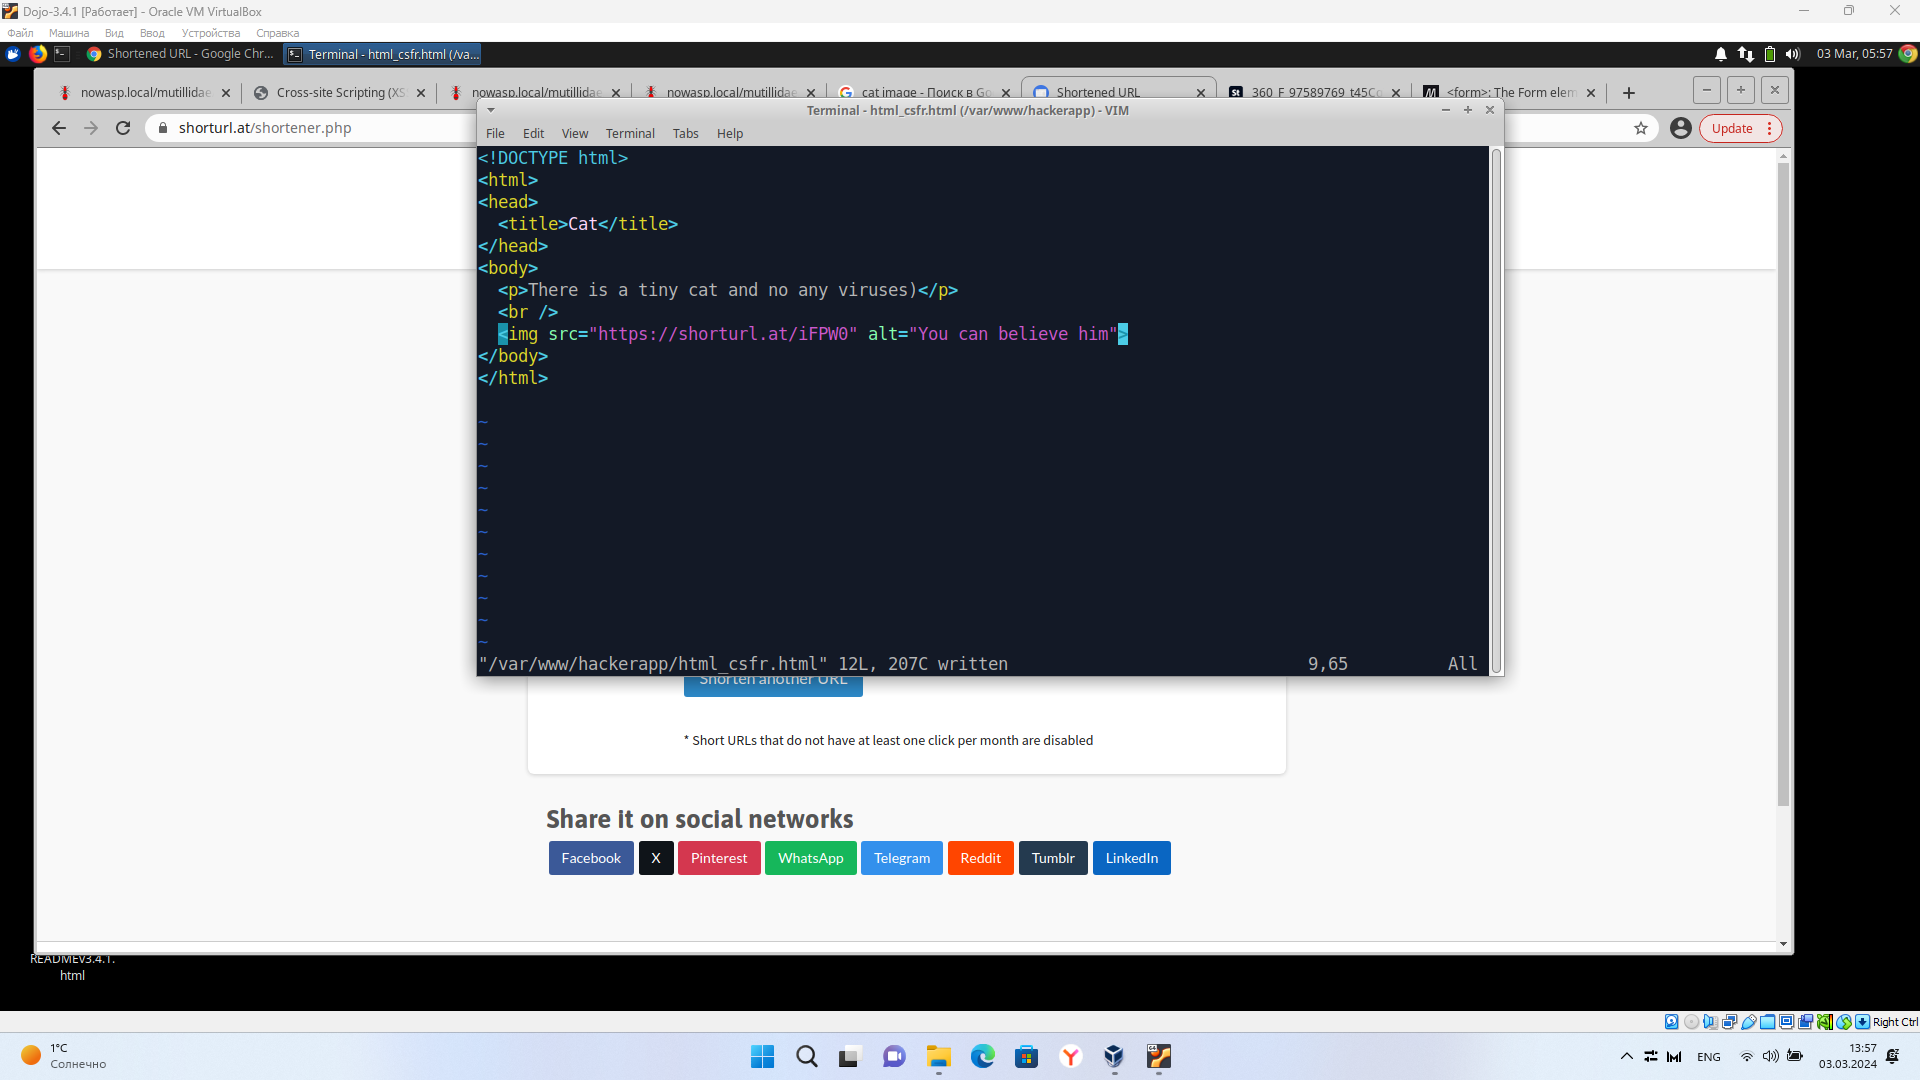 Dojo-3.4.1 [Работает] - Oracle VM VirtualBox
Файл Машина Вид Ввод Устройства Справка
Shortened URL - Google Chr... Terminal - html_csfr.html (/va... 03 Mar, 05:57
nowasp.local/mutillidae Cross-site Scripting (XS nowasp.local/mutillidae nowasp.local/mutillidae cat image - Поиск в Go Shortened URL 360_F_97589769_t45Cq <form>: The Form elem
Terminal - html_csfr.html (/var/www/hackerapp) - VIM
shorturl.at/shortener.php Update
File Edit View Terminal Tabs Help
<!DOCTYPE html>
<html>
<head>
<title>Cat</title>
</head>
<body>
<p>There is a tiny cat and no any viruses)</p>
<br />
<img src="https://shorturl.at/iFPW0" alt="You can believe him">
</body>
</html>
~
~
~
~
~
~
~
~
~
~
~
"/var/www/hackerapp/html_csfr.html" 12L, 207C written 9,65 All
Shorten another URL
* Short URLs that do not have at least one click per month are disabled
Share it on social networks
Facebook X Pinterest WhatsApp Telegram Reddit Tumblr LinkedIn
READMEv3.4.1.
html
Right Ctrl
1°C
Солнечно
ENG
13:57
03.03.2024